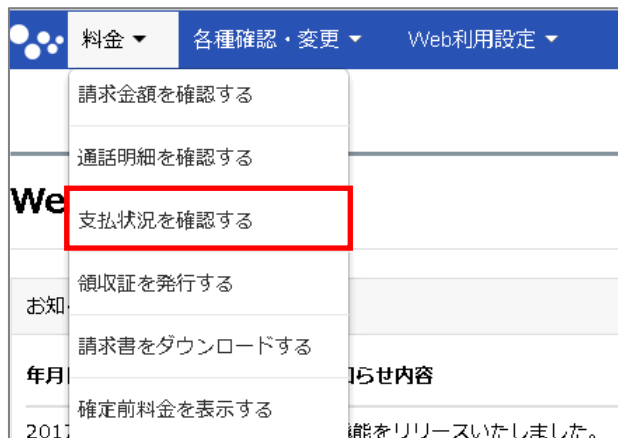 料金 ▼ 各種確認・変更 ▼ Web利用設定 ▼
請求金額を確認する
通話明細を確認する
We
支払状況を確認する
領収証を発行する
お知
請求書をダウンロードする
年月 らせ内容
確定前料金を表示する
201 能をリリースいたしました。